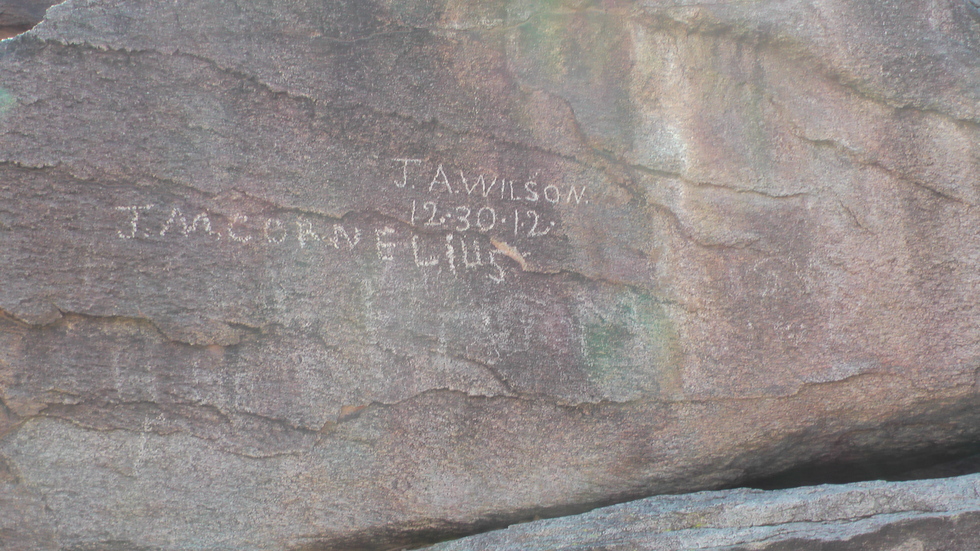 J. A. WILSON.
12·30·12·
J.M.CORNELIUS